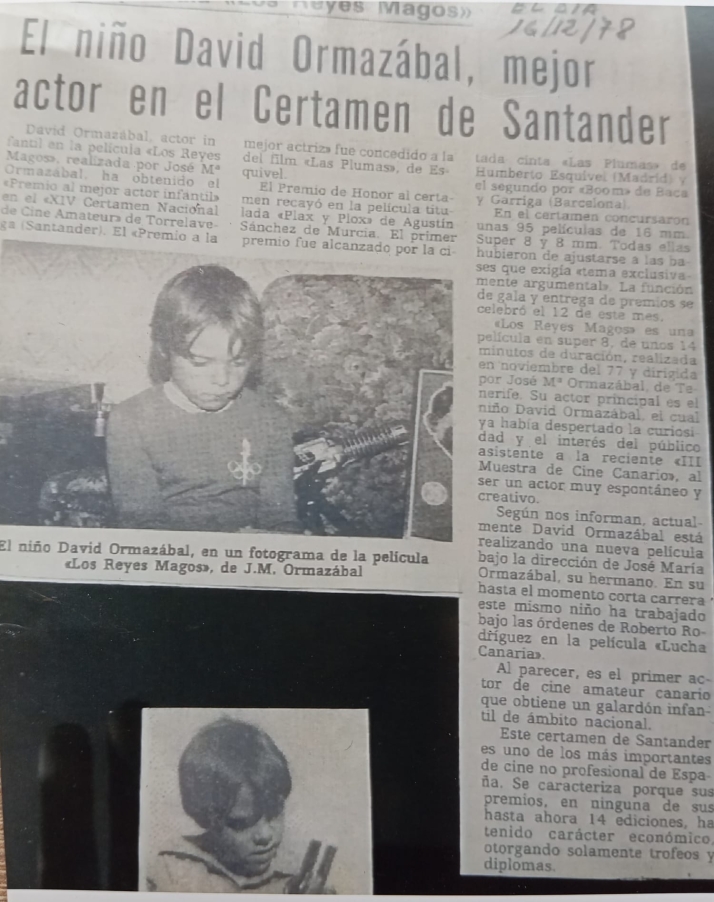 «Los Reyes Magos»
EL DIA
16/12/78
El niño David Ormazábal, mejor
actor en el Certamen de Santander
David Ormazábal, actor in
fantil en la película «Los Reyes
Magos», realizada por José Mª
Ormazábal, ha obtenido el
«Premio al mejor actor infantil»
en el «XIV Certamen Nacional
de Cine Amateur» de Torrelave-
ga (Santander). El «Premio a la
mejor actriz» fue concedido a la
del film «Las Plumas», de Es-
quivel.
El Premio de Honor al certa-
men recayó en la película titu-
lada «Plax y Plox» de Agustín
Sánchez de Murcia. El primer
premio fue alcanzado por la ci-
tada cinta «Las Plumas» de
Humberto Esquivel (Madrid) y
el segundo por «Boom» de Baca
y Garriga (Barcelona).
En el certamen concursaron
unas 95 películas de 16 mm.
Super 8 y 8 mm. Todas ellas
hubieron de ajustarse a las ba-
ses que exigía «tema exclusiva-
mente argumental». La función
de gala y entrega de premios se
celebró el 12 de este mes.
«Los Reyes Magos» es una
película en super 8, de unos 14
minutos de duración, realizada
en noviembre del 77 y dirigida
por José Mª Ormazábal, de Te-
nerife. Su actor principal es el
niño David Ormazábal, el cual
ya había despertado la curiosi-
dad y el interés del público
asistente a la reciente «III
Muestra de Cine Canario», al
ser un actor muy espontáneo y
creativo.
Según nos informan, actual-
mente David Ormazábal está
realizando una nueva película
bajo la dirección de José María
Ormazábal, su hermano. En su
hasta el momento corta carrera
este mismo niño ha trabajado
bajo las órdenes de Roberto Ro-
dríguez en la película «Lucha
Canaria».
Al parecer, es el primer ac-
tor de cine amateur canario
que obtiene un galardón infan-
til de ámbito nacional.
Este certamen de Santander
es uno de los más importantes
de cine no profesional de Espa-
ña. Se caracteriza porque sus
premios, en ninguna de sus
hasta ahora 14 ediciones, ha
tenido carácter económico,
otorgando solamente trofeos y
diplomas.
El niño David Ormazábal, en un fotograma de la película
«Los Reyes Magos», de J.M. Ormazábal